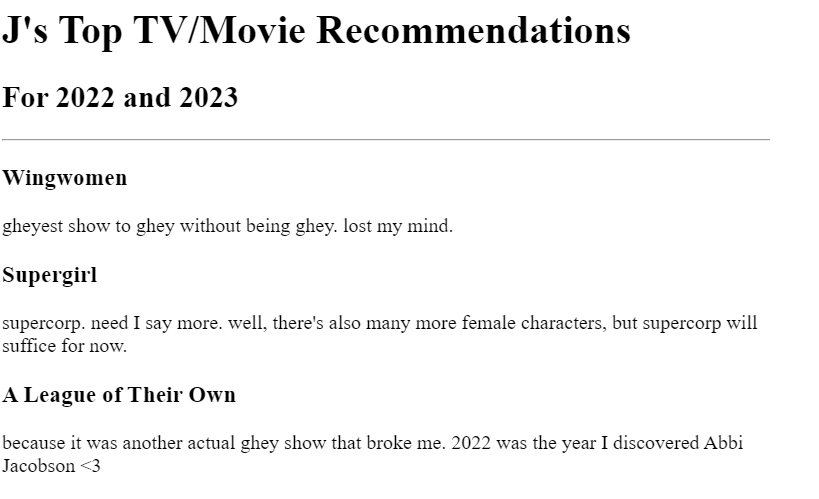 J's Top TV/Movie Recommendations
For 2022 and 2023
Wingwomen
gheyest show to ghey without being ghey. lost my mind.
Supergirl
supercorp. need I say more. well, there's also many more female characters, but supercorp will
suffice for now.
A League of Their Own
because it was another actual ghey show that broke me. 2022 was the year I discovered Abbi
Jacobson <3